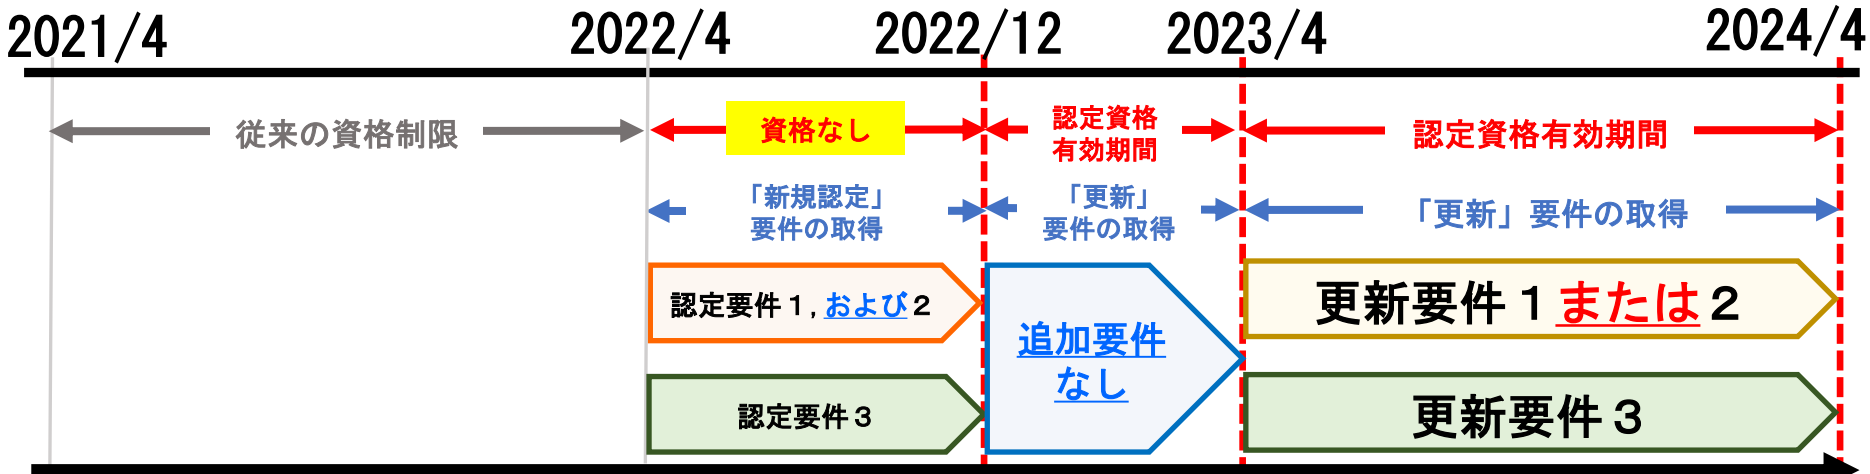 2021/4
2022/4
2022/12
2023/4
2024/4
従来の資格制限
資格なし
認定資格
有効期間
認定資格有効期間
「新規認定」
要件の取得
「更新」
要件の取得
「更新」要件の取得
認定要件１,および２
追加要件
なし
更新要件１または２
認定要件３
更新要件３